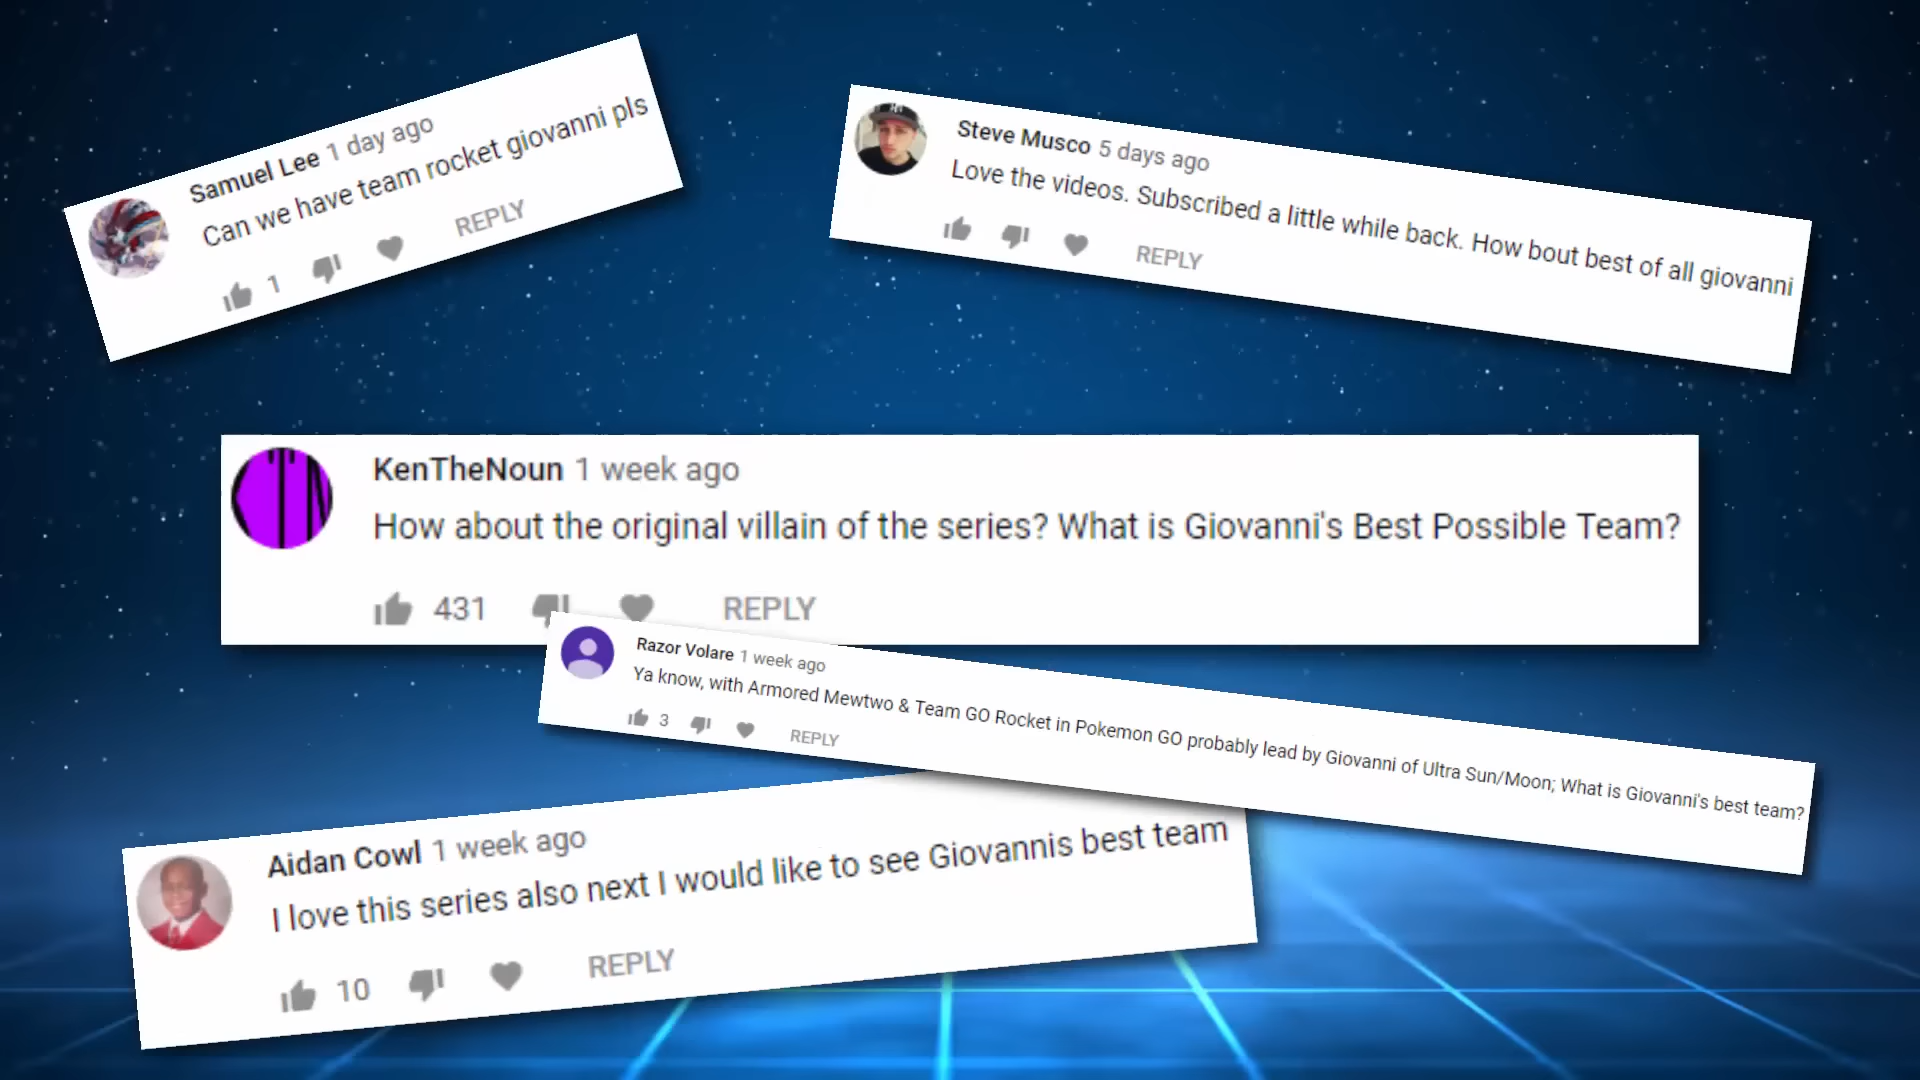 Samuel Lee 1 day ago
Can we have team rocket giovanni pls
1 REPLY
Steve Musco 5 days ago
Love the videos. Subscribed a little while back. How bout best of all giovanni
REPLY
KenTheNoun 1 week ago
How about the original villain of the series? What is Giovanni's Best Possible Team?
431 REPLY
Razor Volare 1 week ago
Ya know, with Armored Mewtwo & Team GO Rocket in Pokemon GO probably lead by Giovanni of Ultra Sun/Moon; What is Giovanni's best team?
3 REPLY
Aidan Cowl 1 week ago
I love this series also next I would like to see Giovannis best team
10 REPLY